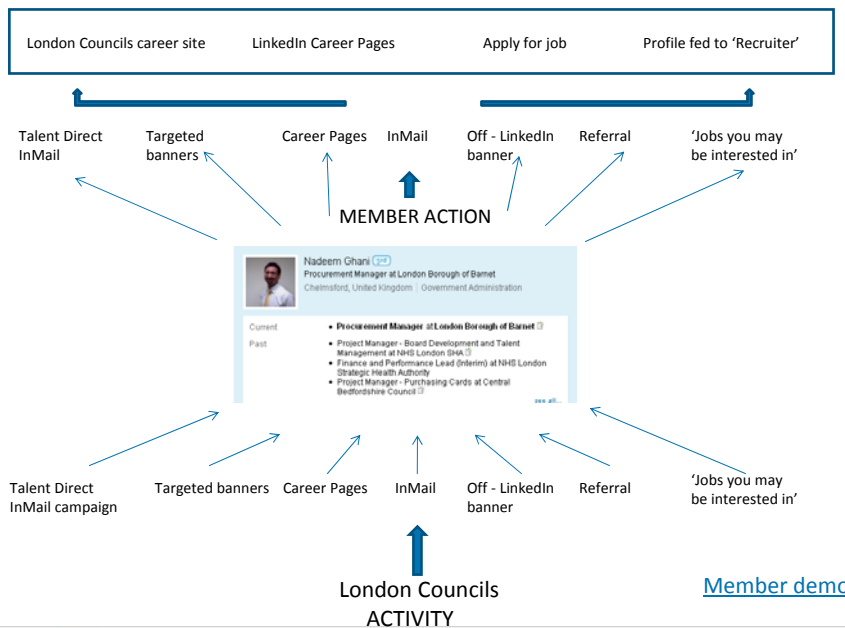 London Councils career site LinkedIn Career Pages Apply for job Profile fed to ‘Recruiter’
Talent Direct
InMail
Targeted
banners
Career Pages
InMail
Off - LinkedIn
banner
Referral
‘Jobs you may
be interested in’
MEMBER ACTION
Nadeem Ghani
Procurement Manager at London Borough of Barnet
Chelmsford, United Kingdom | Government Administration
Current
• Procurement Manager at London Borough of Barnet
Past
• Project Manager - Board Development and Talent
Management at NHS London SHA
• Finance and Performance Lead (Interim) at NHS London
Strategic Health Authority
• Project Manager - Purchasing Cards at Central
Bedfordshire Council
Talent Direct
InMail campaign
Targeted banners
Career Pages
InMail
Off - LinkedIn
banner
Referral
‘Jobs you may
be interested in’
London Councils
ACTIVITY
Member demo